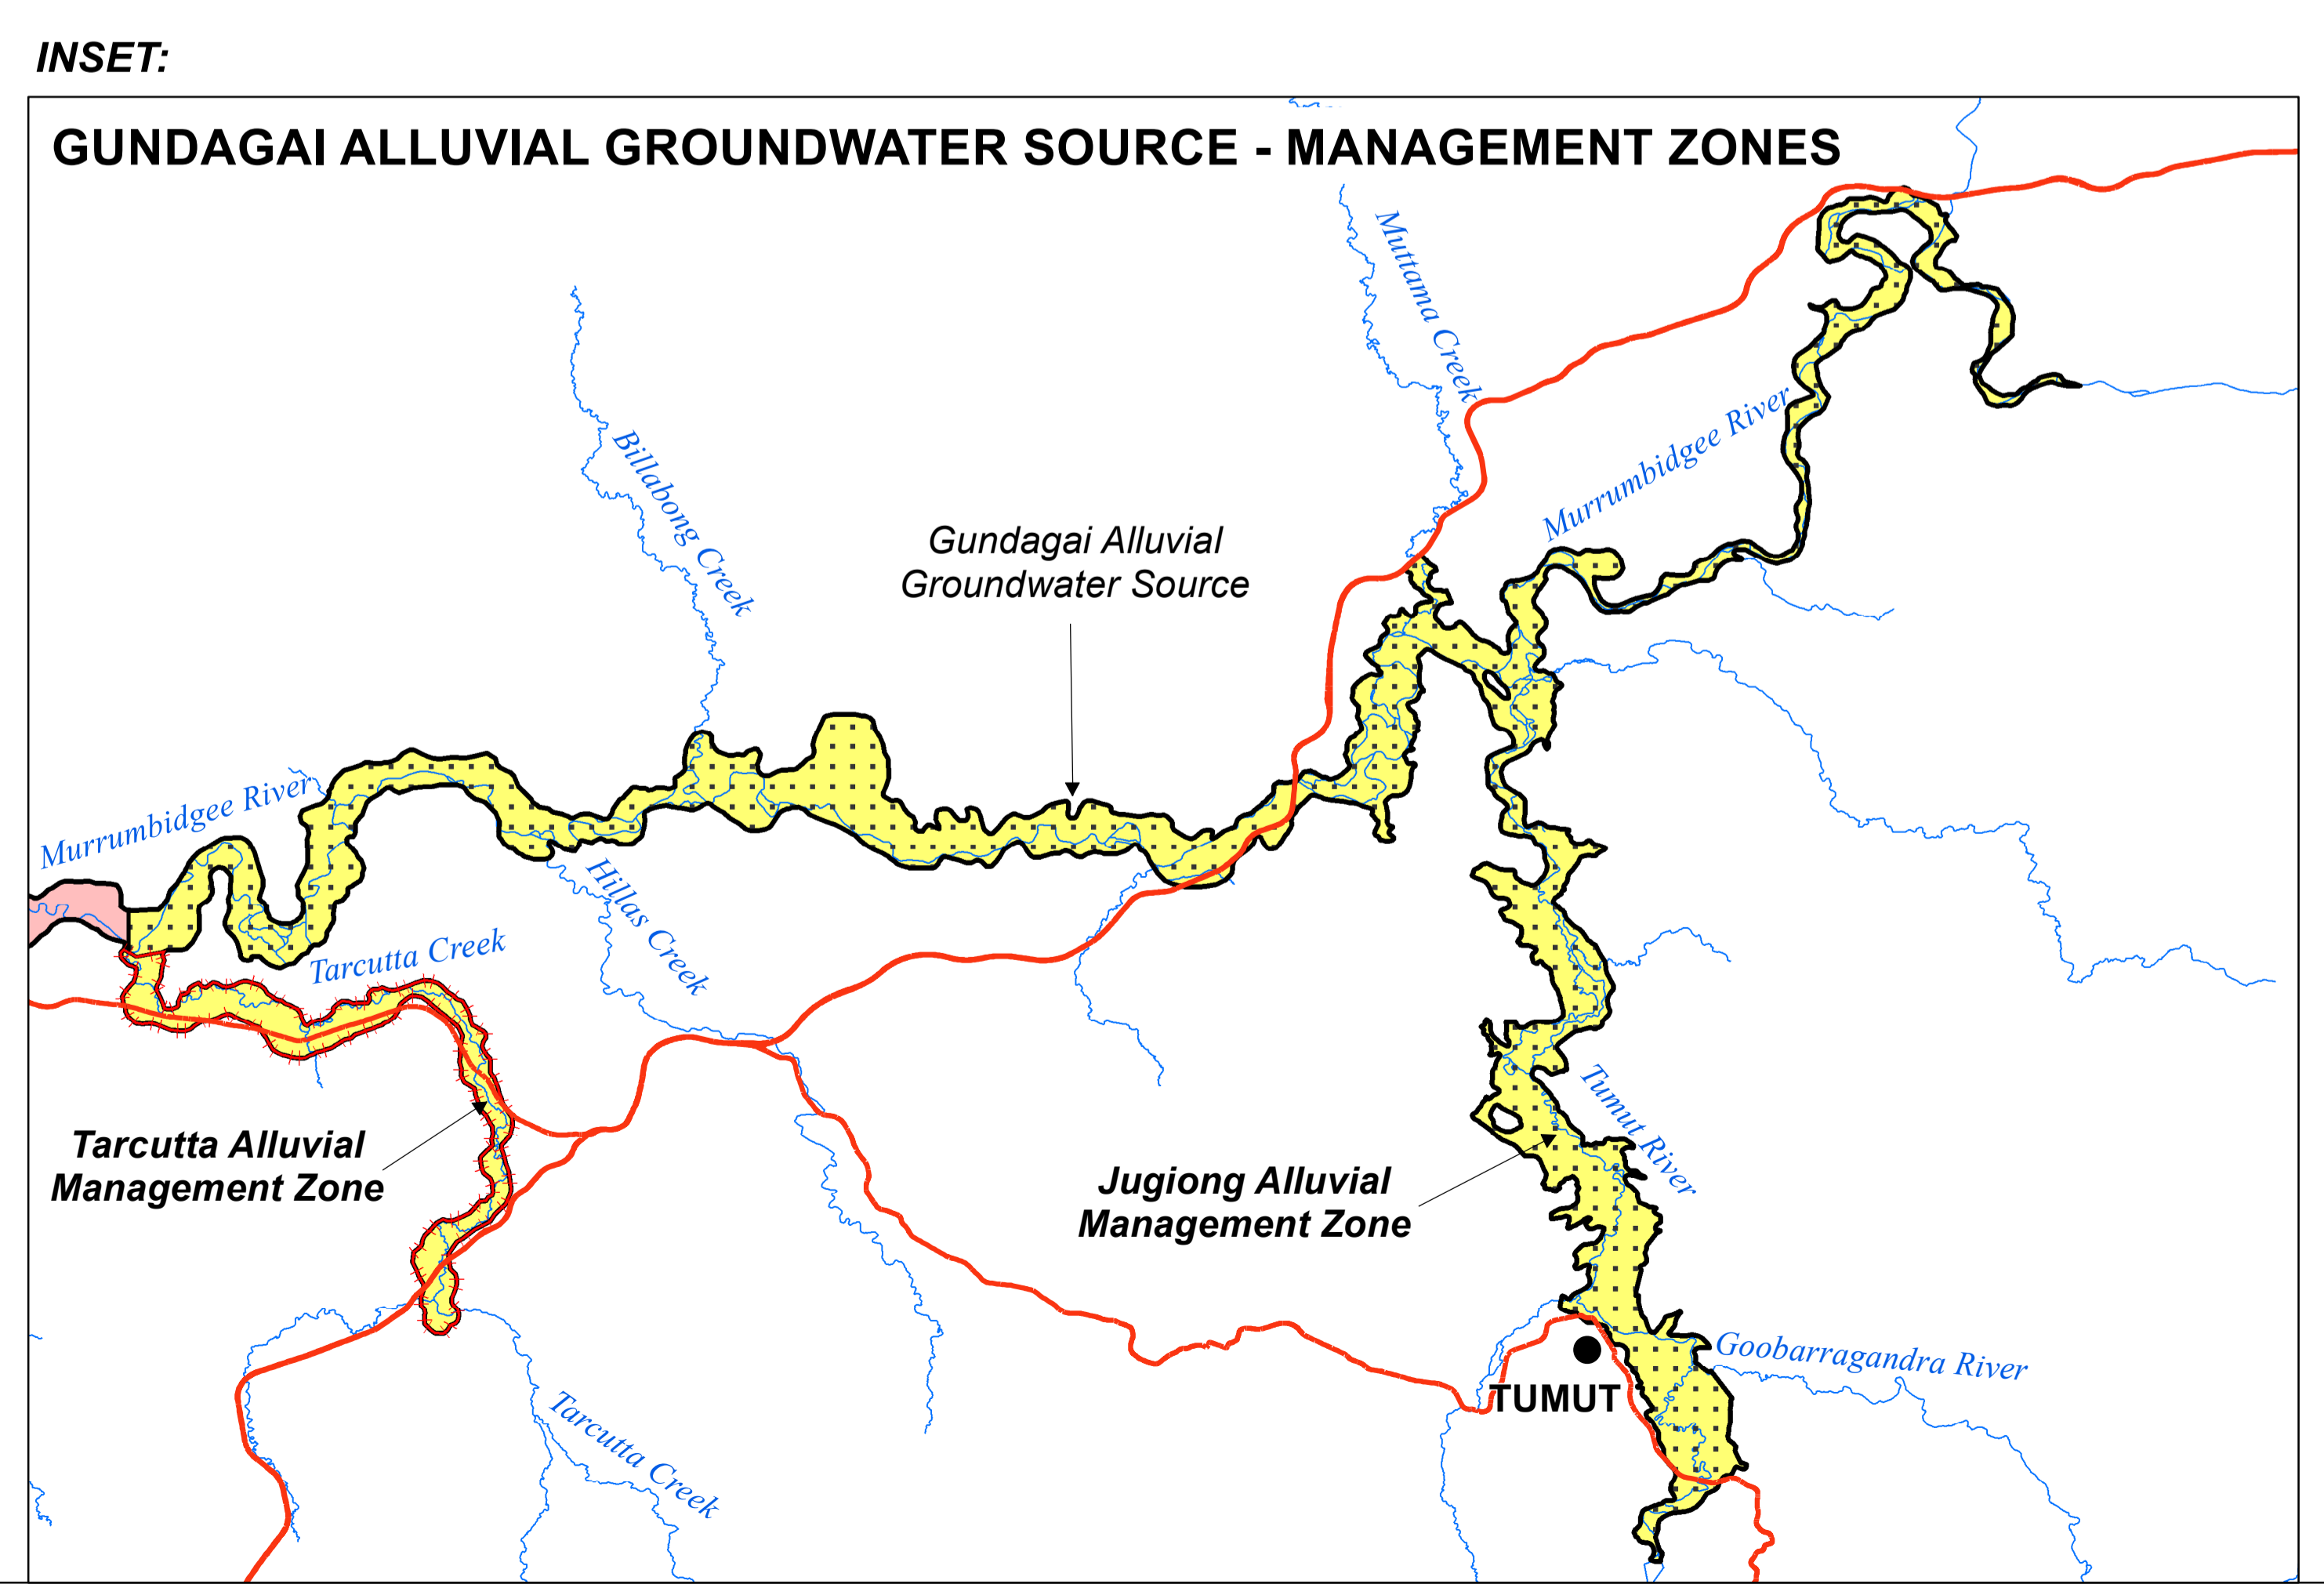 INSET:
GUNDAGAI ALLUVIAL GROUNDWATER SOURCE - MANAGEMENT ZONES
Muttama Creek
Billabong Creek
Murrumbidgee River
Gundagai Alluvial
Groundwater Source
Murrumbidgee River
Hillas Creek
Tarcutta Creek
Tumut River
Tarcutta Alluvial
Management Zone
Jugiong Alluvial
Management Zone
Goobarragandra River
TUMUT
Tarcutta Creek